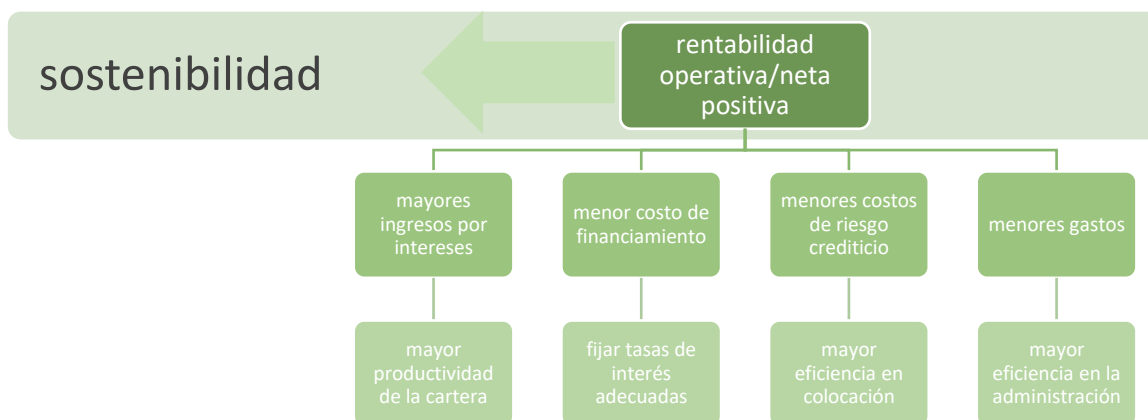 sostenibilidad
rentabilidad
operativa/neta
positiva
mayores
ingresos por
intereses
menor costo de
financiamiento
menores costos
de riesgo
crediticio
menores gastos
mayor
productividad
de la cartera
fijar tasas de
interés
adecuadas
mayor
eficiencia en
colocación
mayor
eficiencia en la
administración